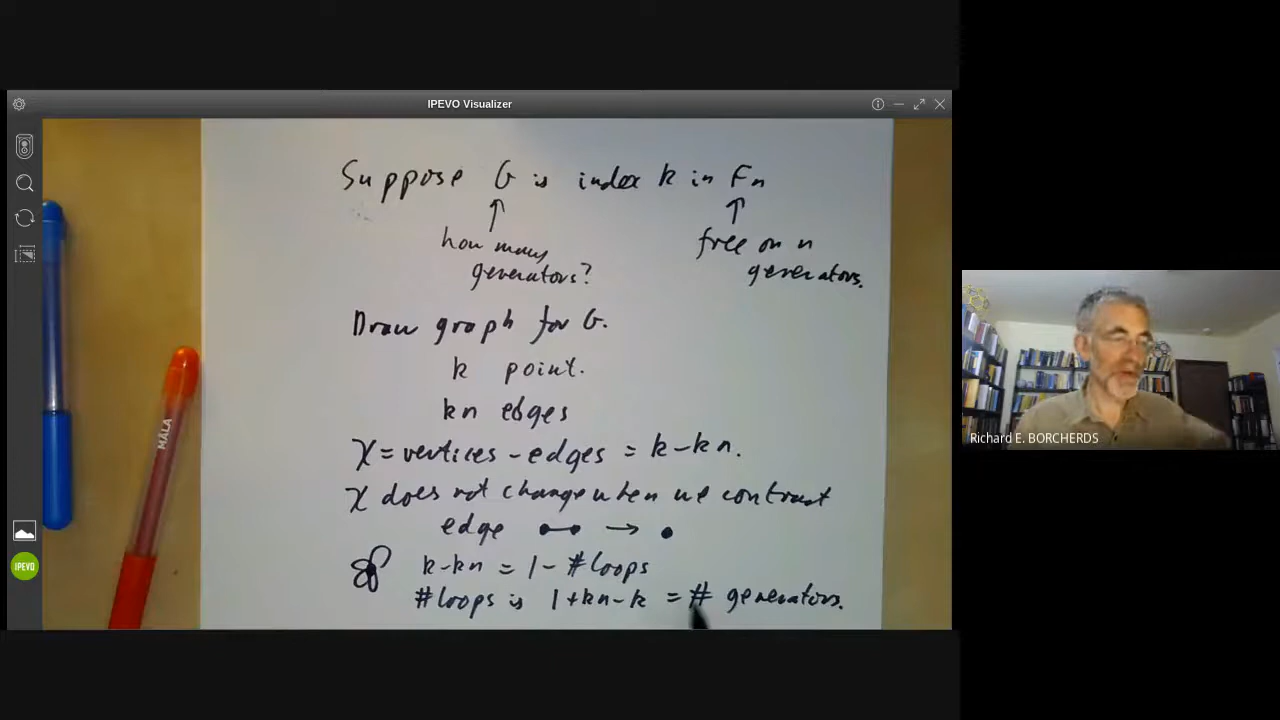 IPEVO Visualizer
Suppose G is index k in Fn
how many
generators?
free on n
generators.
Draw graph for G.
k point.
kn edges
χ = vertices - edges = k - kn.
χ does not change when we contract
edge → 
k - kn = 1 - # loops
# loops is 1 + kn - k = # generators.
MALA
IPEVO
Richard E. BORCHERDS